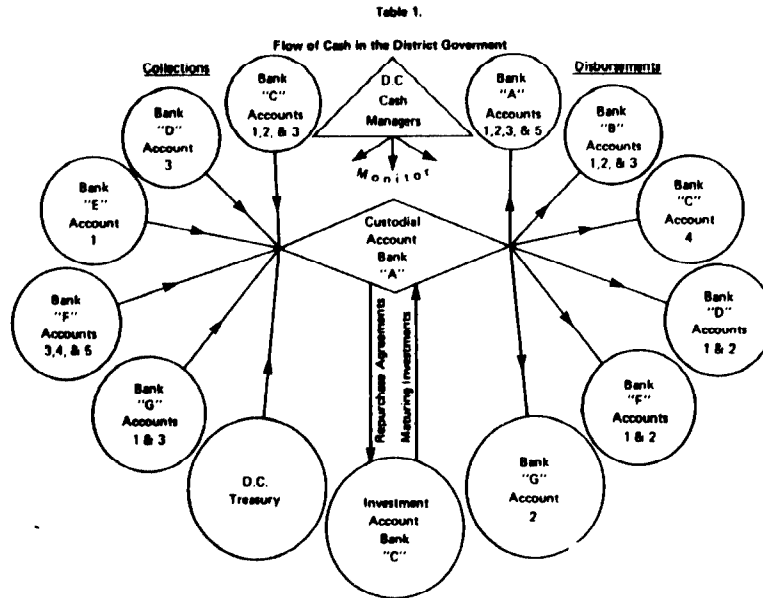 Table 1.
Flow of Cash in the District Goverment
Collections
Disbursements
Bank
"C"
Accounts
1,2, & 3
D.C
Cash
Managers
Monitor
Bank
"A"
Accounts
1,2,3, & 5
Bank
"D"
Account
3
Bank
"B"
Accounts
1,2, & 3
Bank
"E"
Account
1
Custodial
Account
Bank
"A"
Bank
"C"
Account
4
Bank
"F"
Accounts
3,4, & 5
Bank
"D"
Accounts
1 & 2
Bank
"G"
Accounts
1 & 3
Repurchase Agreements
Maturing Investments
Bank
"F"
Accounts
1 & 2
D.C.
Treasury
Investment
Account
Bank
"C"
Bank
"G"
Account
2